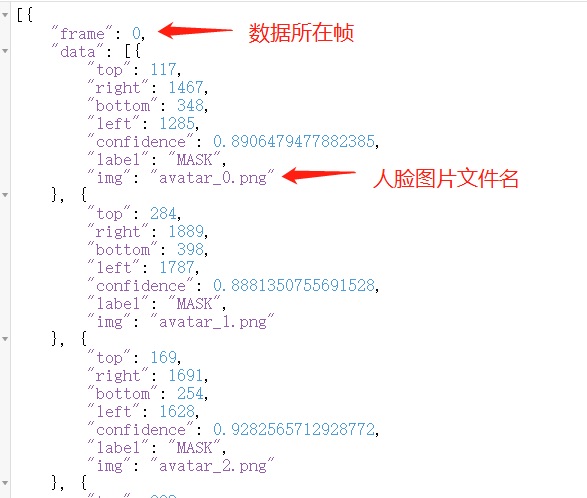 [{
"frame": 0, 数据所在帧
"data": [{
"top": 117,
"right": 1467,
"bottom": 348,
"left": 1285,
"confidence": 0.8906479477882385,
"label": "MASK",
"img": "avatar_0.png" 人脸图片文件名
}, {
"top": 284,
"right": 1889,
"bottom": 398,
"left": 1787,
"confidence": 0.8881350755691528,
"label": "MASK",
"img": "avatar_1.png"
}, {
"top": 169,
"right": 1691,
"bottom": 254,
"left": 1628,
"confidence": 0.9282565712928772,
"label": "MASK",
"img": "avatar_2.png"
}, {